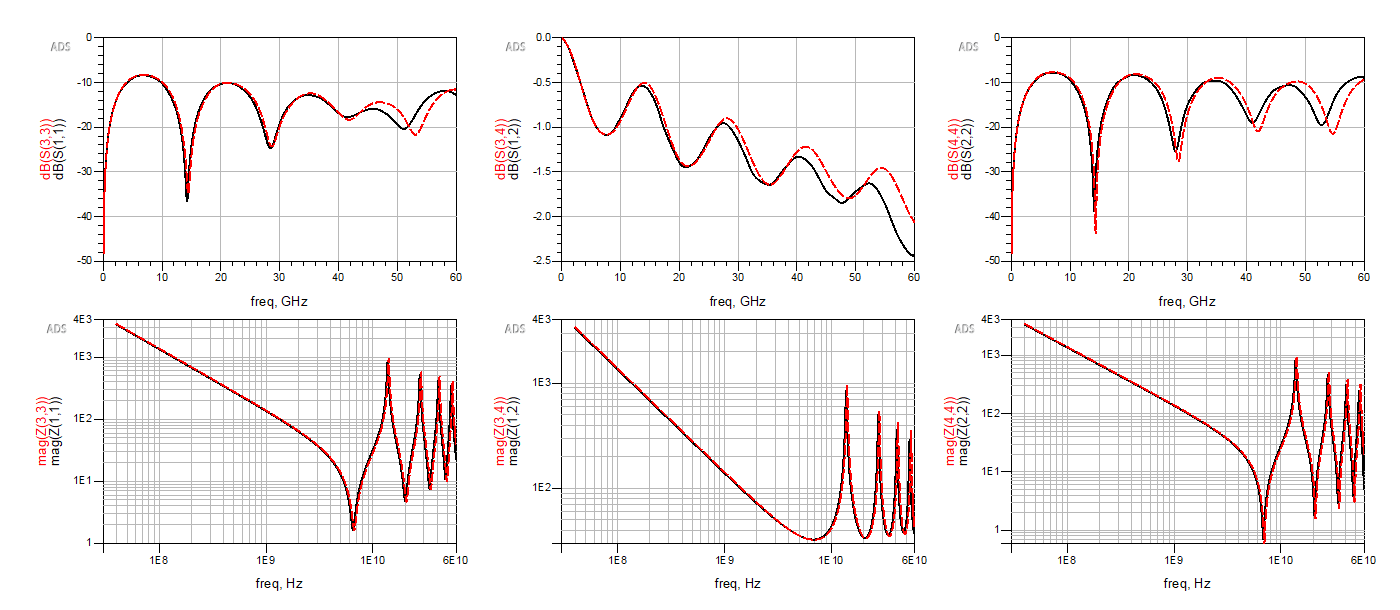 ADS
dB(S(3,3))
dB(S(1,1))
0
-10
-20
-30
-40
-50
0 10 20 30 40 50 60
freq, GHz
ADS
dB(S(3,4))
dB(S(1,2))
0.0
-0.5
-1.0
-1.5
-2.0
-2.5
0 10 20 30 40 50 60
freq, GHz
ADS
dB(S(4,4))
dB(S(2,2))
0
-10
-20
-30
-40
-50
0 10 20 30 40 50 60
freq, GHz
ADS
mag(Z(3,3))
mag(Z(1,1))
4E3
1E3
1E2
1E1
1
1E8 1E9 1E10 6E10
freq, Hz
ADS
mag(Z(3,4))
mag(Z(1,2))
4E3
1E3
1E2
1E8 1E9 1E10 6E10
freq, Hz
ADS
mag(Z(4,4))
mag(Z(2,2))
4E3
1E3
1E2
1E1
1
1E8 1E9 1E10 6E10
freq, Hz